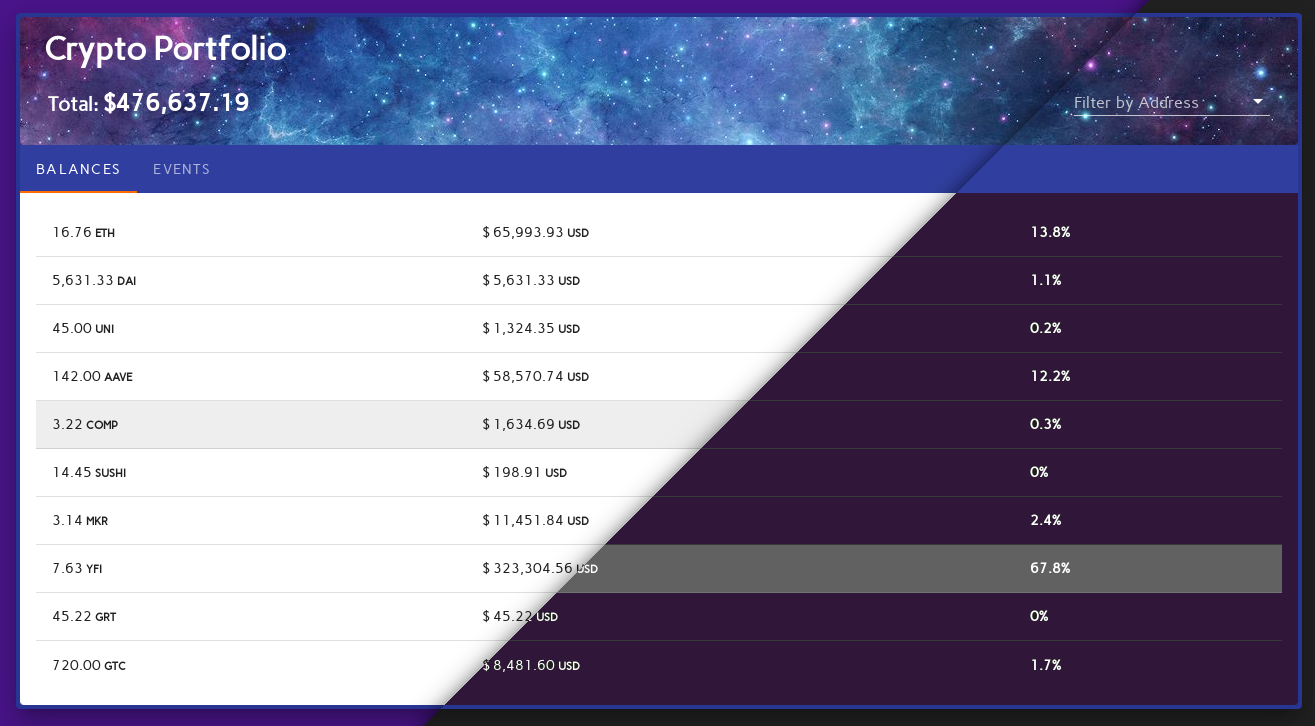 Crypto Portfolio
Total: $476,637.19
Filter by Address
BALANCES EVENTS
16.76 ETH $ 65,993.93 USD 13.8%
5,631.33 DAI $ 5,631.33 USD 1.1%
45.00 UNI $ 1,324.35 USD 0.2%
142.00 AAVE $ 58,570.74 USD 12.2%
3.22 COMP $ 1,634.69 USD 0.3%
14.45 SUSHI $ 198.91 USD 0%
3.14 MKR $ 11,451.84 USD 2.4%
7.63 YFI $ 323,304.56 USD 67.8%
45.22 GRT $ 45.22 USD 0%
720.00 GTC $ 8,481.60 USD 1.7%